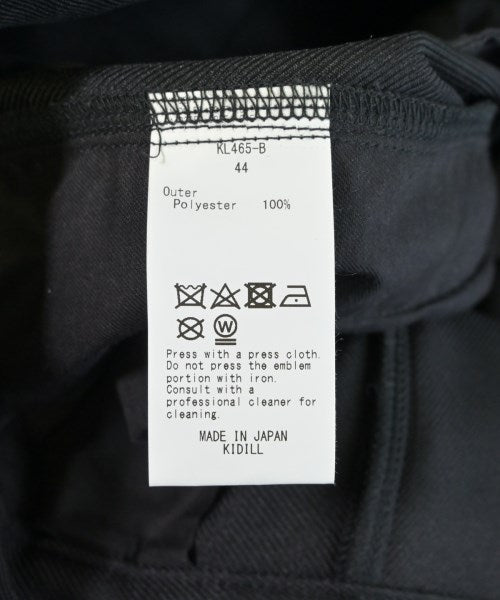 KL465-B
44
Outer
Polyester 100%
W
Press with a press cloth.
Do not press the emblem
portion with iron.
Consult with a
professional cleaner for
cleaning.
MADE IN JAPAN
KIDILL